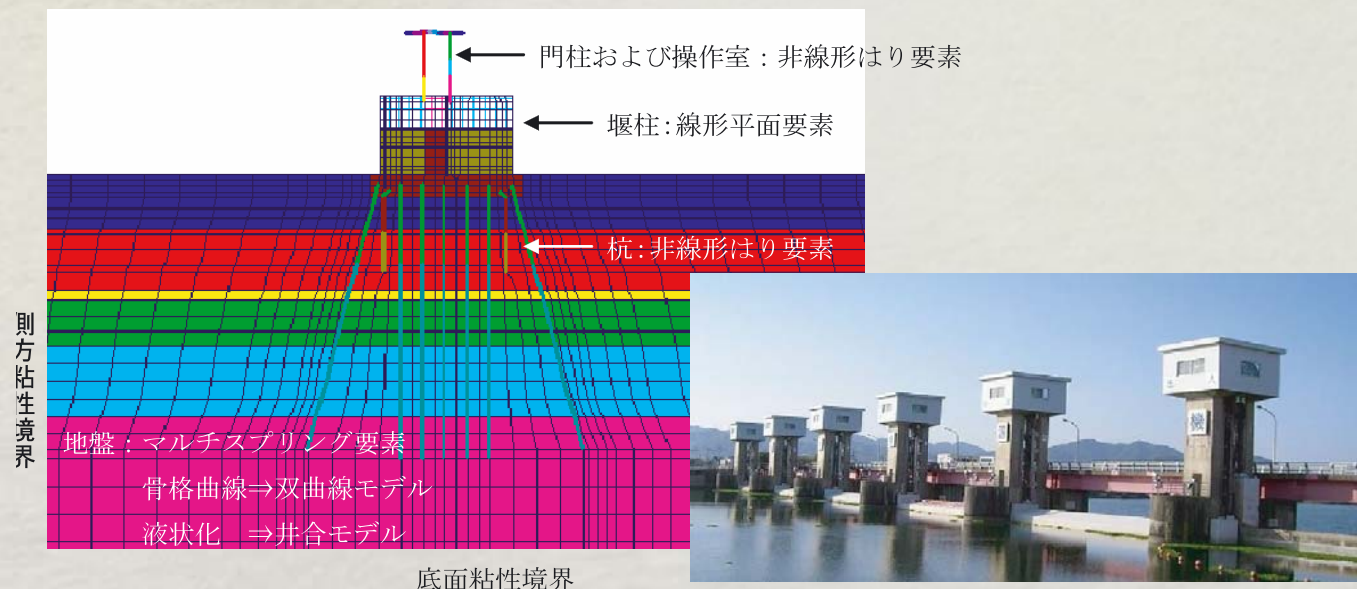 門柱および操作室：非線形はり要素
堰柱：線形平面要素
杭：非線形はり要素
側方粘性境界
地盤：マルチスプリング要素
骨格曲線⇒双曲線モデル
液状化　⇒井合モデル
底面粘性境界
機